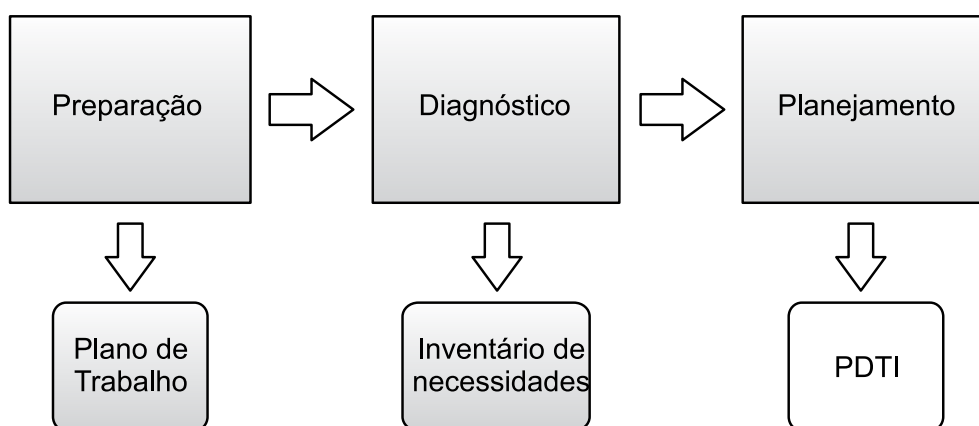 Preparação
Diagnóstico
Planejamento
Plano de
Trabalho
Inventário de
necessidades
PDTI